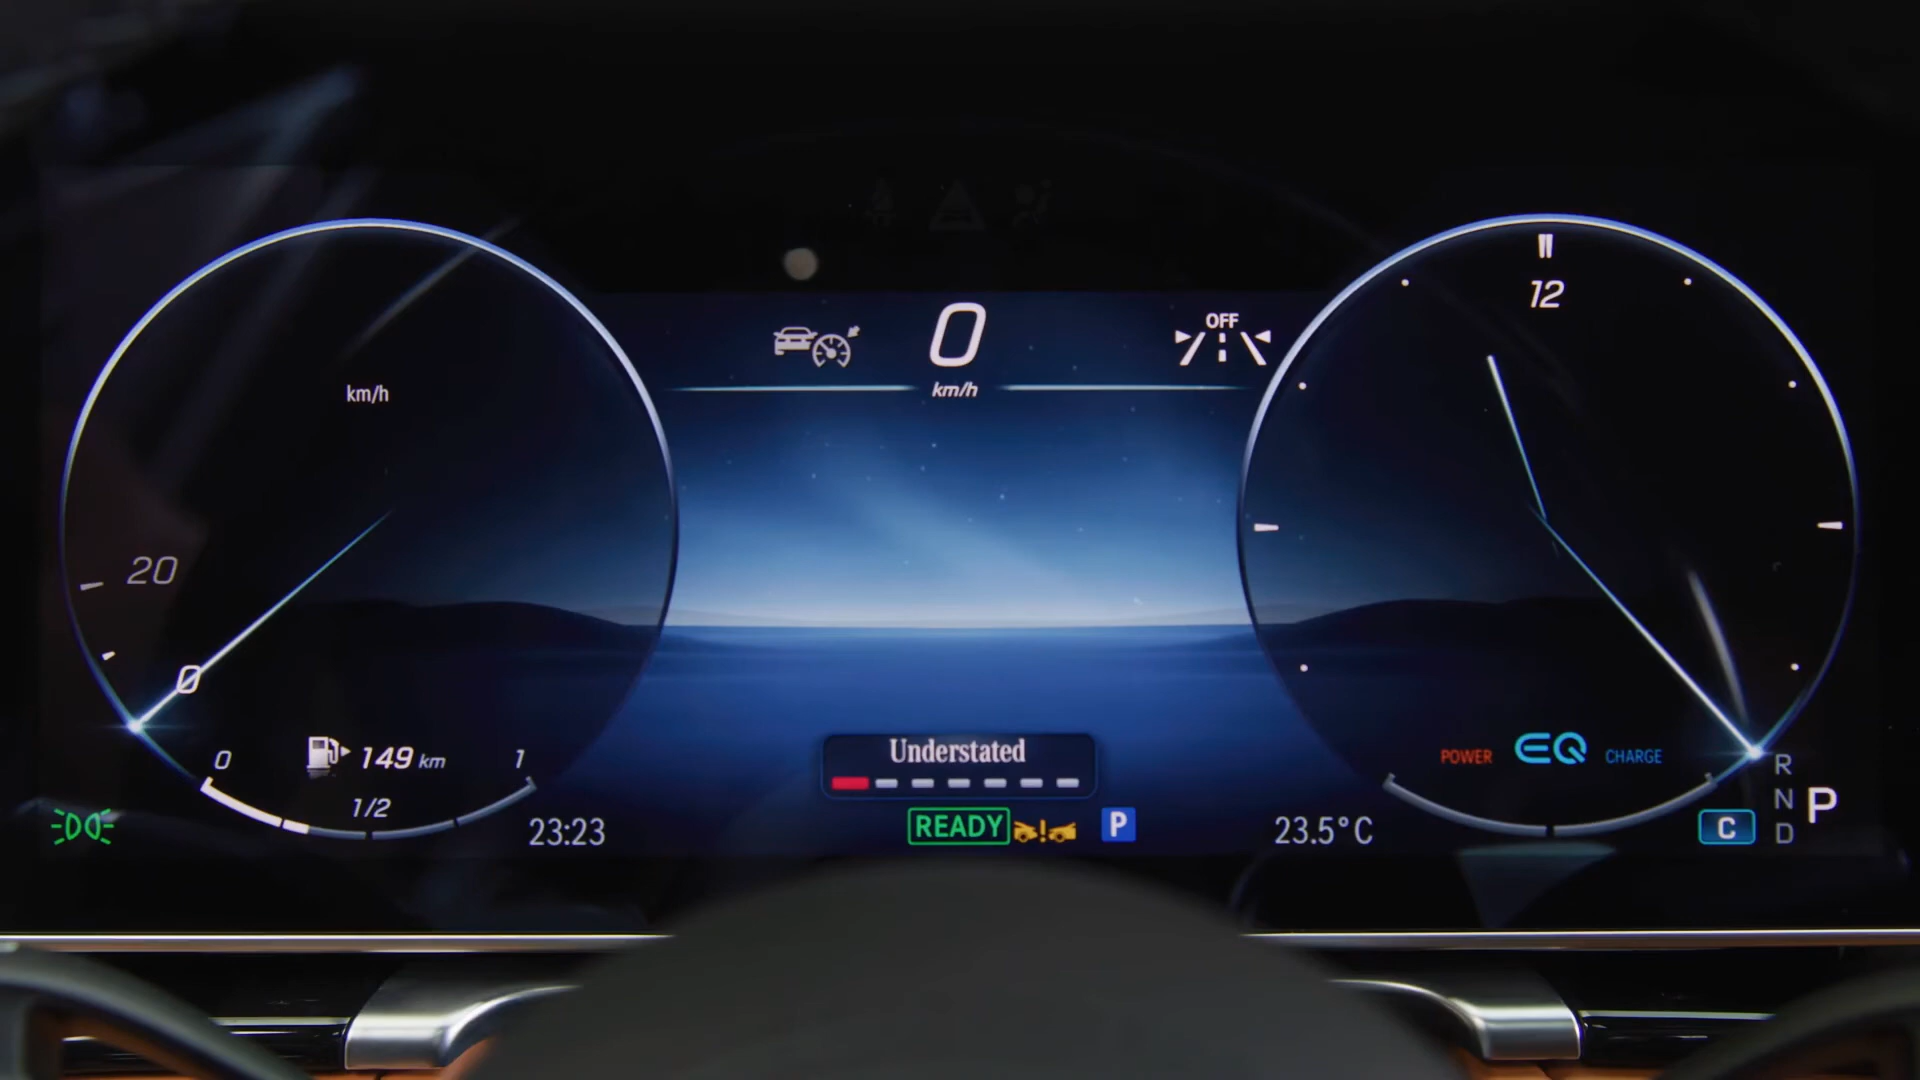 OFF
0
km/h
12
km/h
20
0
0
149 km
1
1/2
23:23
Understated
READY
P
23.5°C
POWER
EQ
CHARGE
C
R
N
D
P